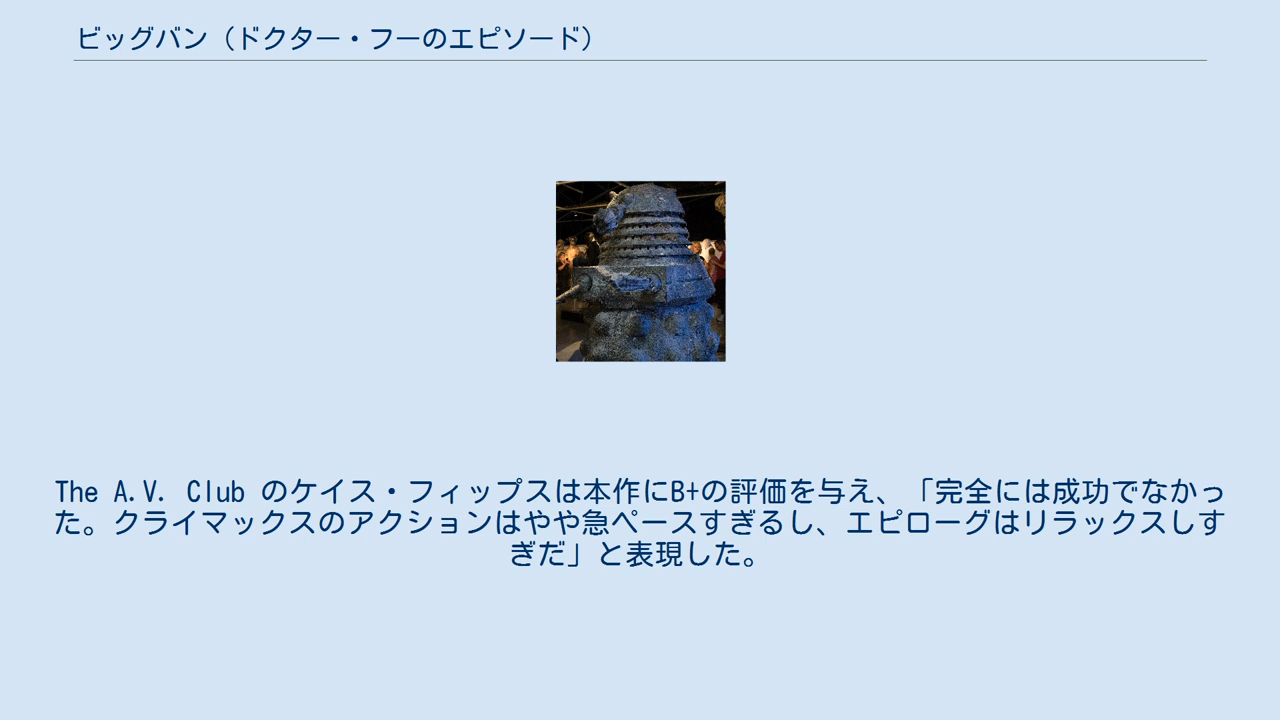 ビッグバン（ドクター・フーのエピソード）
The A.V. Club のケイス・フィップスは本作にB+の評価を与え、「完全には成功でなかっ
た。クライマックスのアクションはやや急ペースすぎるし、エピローグはリラックスしす
ぎだ」と表現した。